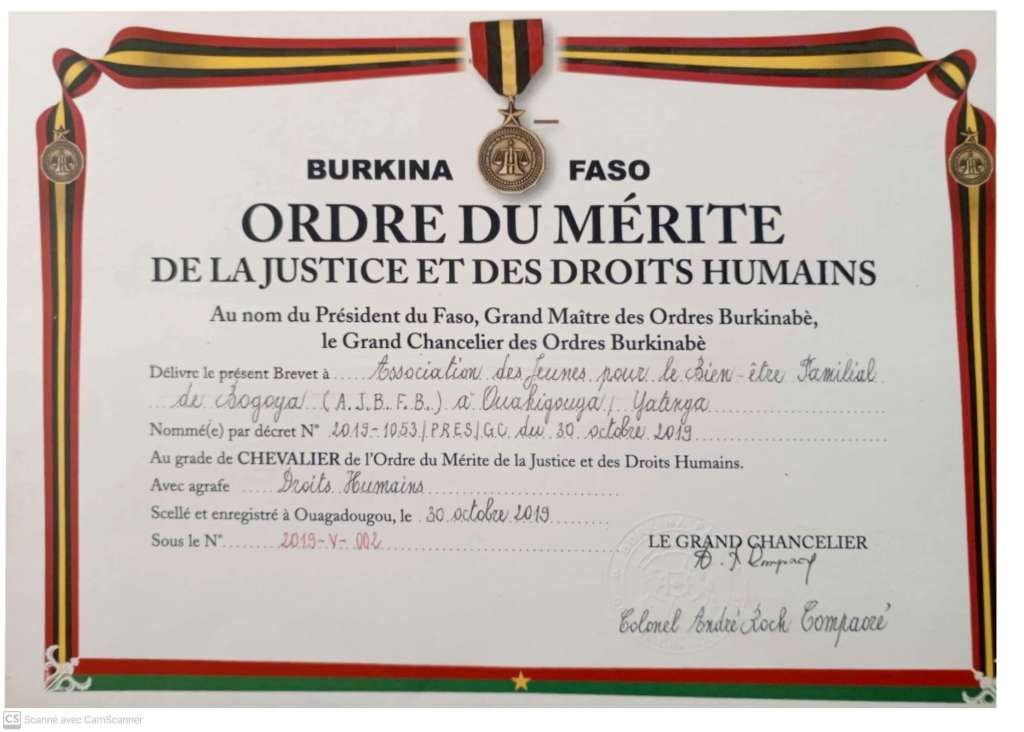 BURKINA FASO
ORDRE DU MÉRITE
DE LA JUSTICE ET DES DROITS HUMAINS
Au nom du Président du Faso, Grand Maître des Ordres Burkinabè,
le Grand Chancelier des Ordres Burkinabè
Délivre le présent Brevet à Association des Jeunes pour le Bien-être Familial
de Bogoya (A.J.B.F.B.) à Ouahigouya / Yatenga
Nommé(e) par décret N° 2019-1053/PRES/GC du 30 octobre 2019
Au grade de CHEVALIER de l'Ordre du Mérite de la Justice et des Droits Humains.
Avec agrafe Droits Humains
Scellé et enregistré à Ouagadougou, le 30 octobre 2019
Sous le N° 2019-V-002
LE GRAND CHANCELIER
Colonel André Roch Compaoré
CS Scanné avec CamScanner